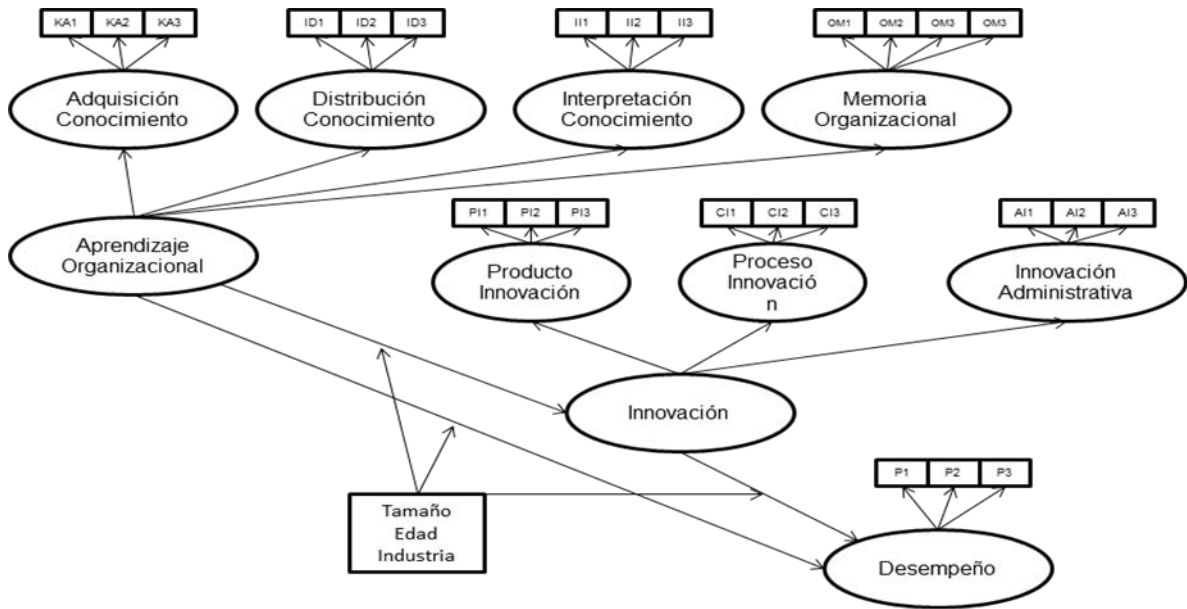 KA1 KA2 KA3
ID1 ID2 ID3
II1 II2 II3
OM1 OM2 OM3 OM3
Adquisición
Conocimiento
Distribución
Conocimiento
Interpretación
Conocimiento
Memoria
Organizacional
PI1 PI2 PI3
CI1 CI2 CI3
AI1 AI2 AI3
Aprendizaje
Organizacional
Producto
Innovación
Proceso
Innovació
n
Innovación
Administrativa
Innovación
P1 P2 P3
Tamaño
Edad
Industria
Desempeño